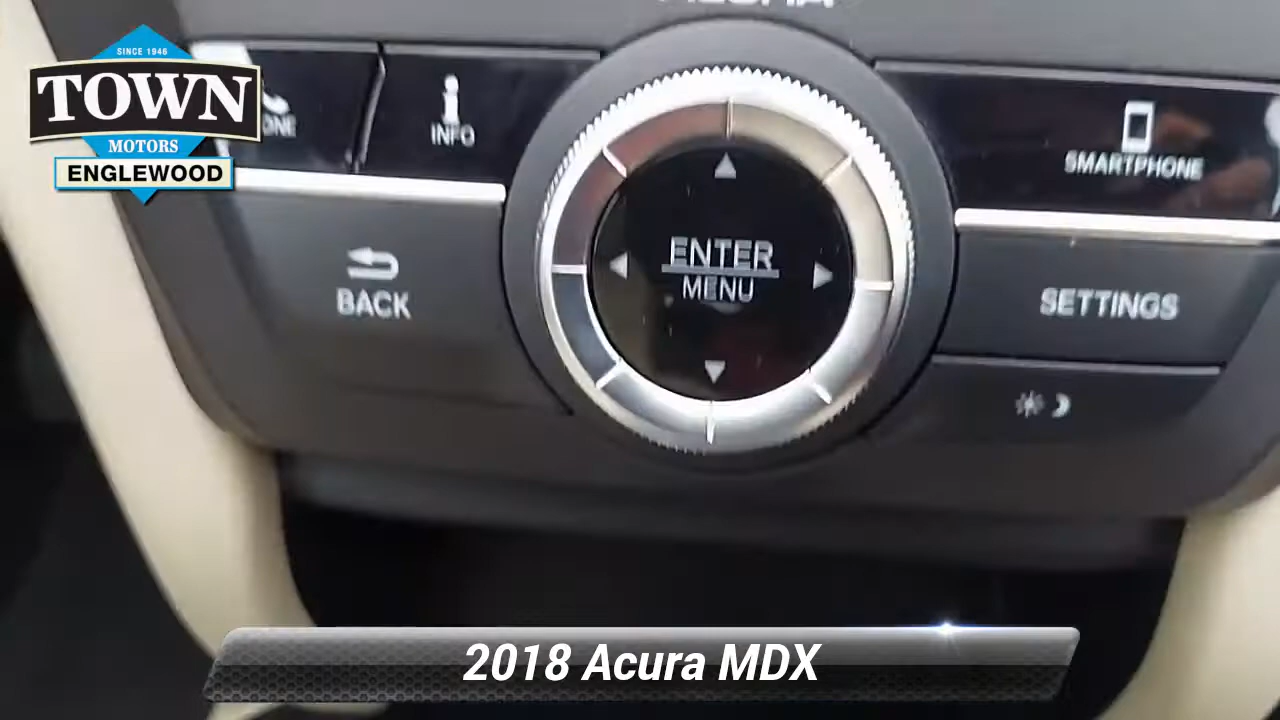 SINCE 1946
TOWN
MOTORS
ENGLEWOOD
INFO
SMARTPHONE
BACK
ENTER
MENU
SETTINGS
2018 Acura MDX